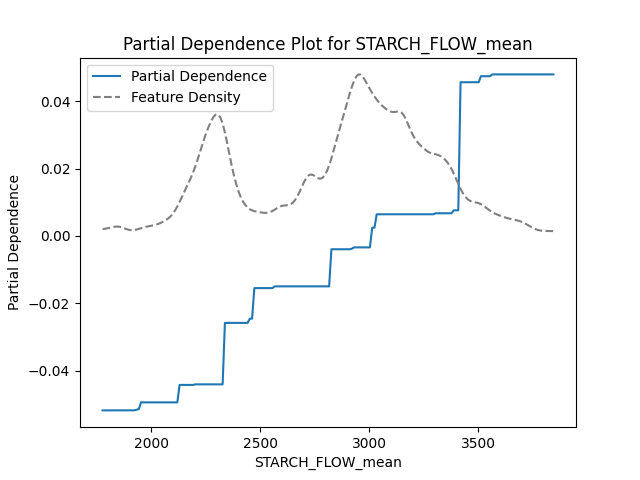 Partial Dependence Plot for STARCH_FLOW_mean
Partial Dependence
Feature Density
Partial Dependence
0.04
0.02
0.00
−0.02
−0.04
2000 2500 3000 3500
STARCH_FLOW_mean